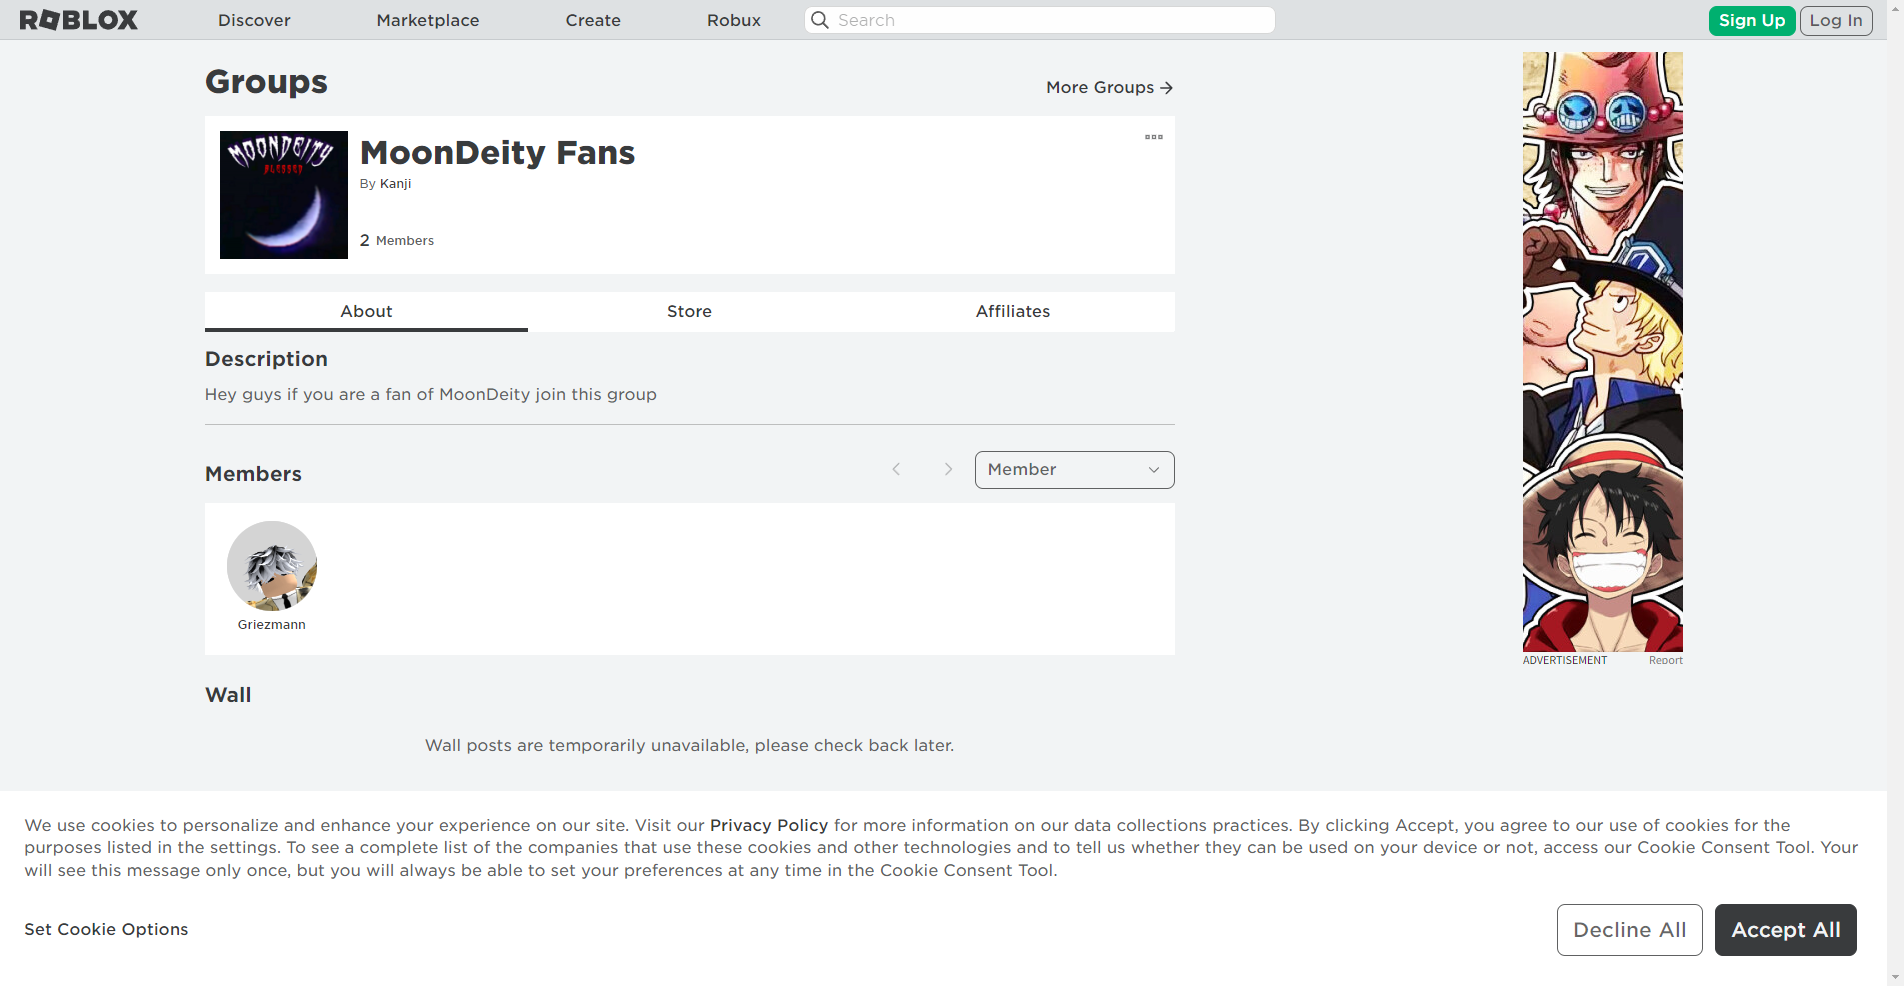 ROBLOX Discover Marketplace Create Robux Search Sign Up Log In
Groups
More Groups
MOONDEITY
BLESSED
MoonDeity Fans
By Kanji
2 Members
About Store Affiliates
Description
Hey guys if you are a fan of MoonDeity join this group
Members
Member
Griezmann
ADVERTISEMENT Report
Wall
Wall posts are temporarily unavailable, please check back later.
We use cookies to personalize and enhance your experience on our site. Visit our Privacy Policy for more information on our data collections practices. By clicking Accept, you agree to our use of cookies for the
purposes listed in the settings. To see a complete list of the companies that use these cookies and other technologies and to tell us whether they can be used on your device or not, access our Cookie Consent Tool. Your
will see this message only once, but you will always be able to set your preferences at any time in the Cookie Consent Tool.
Set Cookie Options
Decline All
Accept All